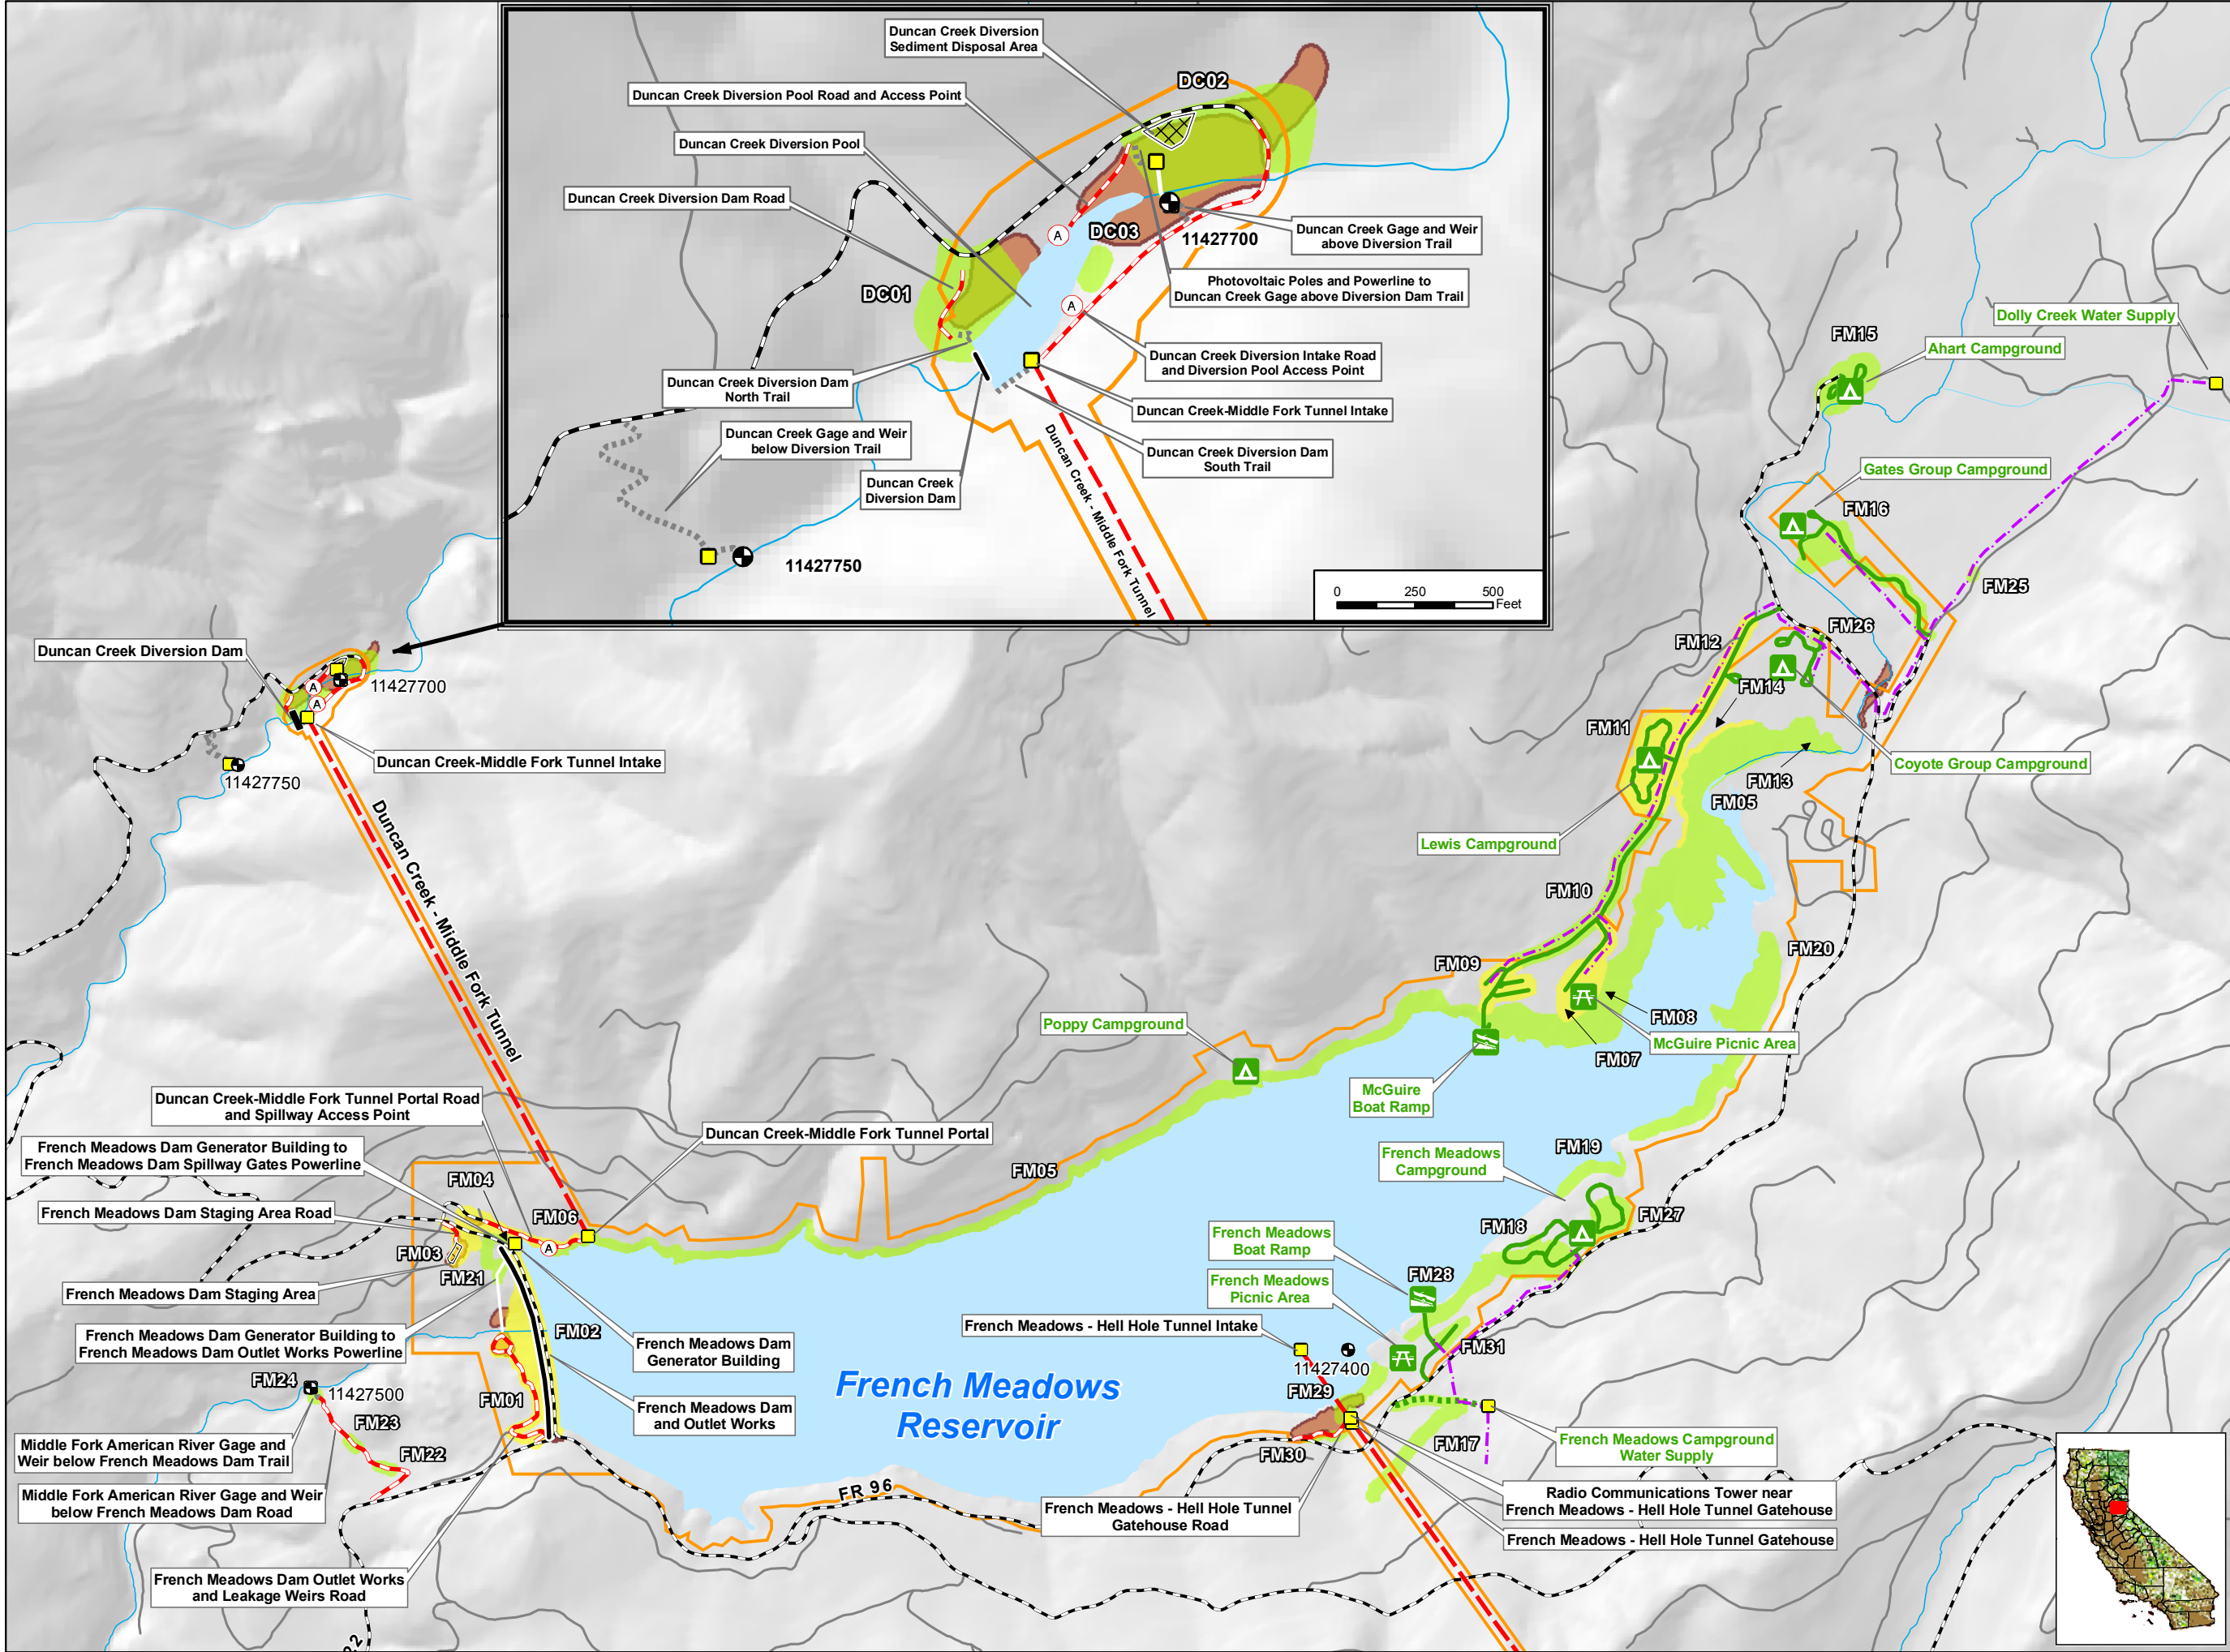 Duncan Creek Diversion
Sediment Disposal Area
DC02
Duncan Creek Diversion Pool Road and Access Point
Duncan Creek Diversion Pool
Duncan Creek Diversion Dam Road
A
DC03
11427700
Duncan Creek Gage and Weir
above Diversion Trail
DC01
Photovoltaic Poles and Powerline to
Duncan Creek Gage above Diversion Dam Trail
A
Duncan Creek Diversion Intake Road
and Diversion Pool Access Point
Duncan Creek Diversion Dam
North Trail
Duncan Creek-Middle Fork Tunnel Intake
Duncan Creek Gage and Weir
below Diversion Trail
Duncan Creek Diversion Dam
South Trail
Duncan Creek
Diversion Dam
Duncan Creek - Middle Fork Tunnel
11427750
0 250 500
Feet
Dolly Creek Water Supply
FM15
Ahart Campground
Gates Group Campground
FM16
FM25
FM26
FM12
FM14
FM11
FM13
Coyote Group Campground
FM05
Lewis Campground
FM10
FM20
FM09
FM08
McGuire Picnic Area
FM07
Poppy Campground
McGuire
Boat Ramp
Duncan Creek Diversion Dam
11427700
A
A
Duncan Creek-Middle Fork Tunnel Intake
11427750
Duncan Creek - Middle Fork Tunnel
Duncan Creek-Middle Fork Tunnel Portal Road
and Spillway Access Point
Duncan Creek-Middle Fork Tunnel Portal
French Meadows Dam Generator Building to
French Meadows Dam Spillway Gates Powerline
FM04
FM05
FM19
French Meadows
Campground
French Meadows Dam Staging Area Road
FM06
A
FM03
FM21
FM18
FM27
French Meadows
Boat Ramp
French Meadows Dam Staging Area
FM28
French Meadows
Picnic Area
French Meadows Dam Generator Building to
French Meadows Dam Outlet Works Powerline
FM02
French Meadows Dam
Generator Building
French Meadows - Hell Hole Tunnel Intake
11427400
FM31
FM24
11427500
FM01
French Meadows Dam
and Outlet Works
French Meadows
Reservoir
FM29
FM23
FM22
FM30
FM17
French Meadows Campground
Water Supply
Middle Fork American River Gage and
Weir below French Meadows Dam Trail
Middle Fork American River Gage and Weir
below French Meadows Dam Road
FR 96
French Meadows - Hell Hole Tunnel
Gatehouse Road
Radio Communications Tower near
French Meadows - Hell Hole Tunnel Gatehouse
French Meadows - Hell Hole Tunnel Gatehouse
French Meadows Dam Outlet Works
and Leakage Weirs Road